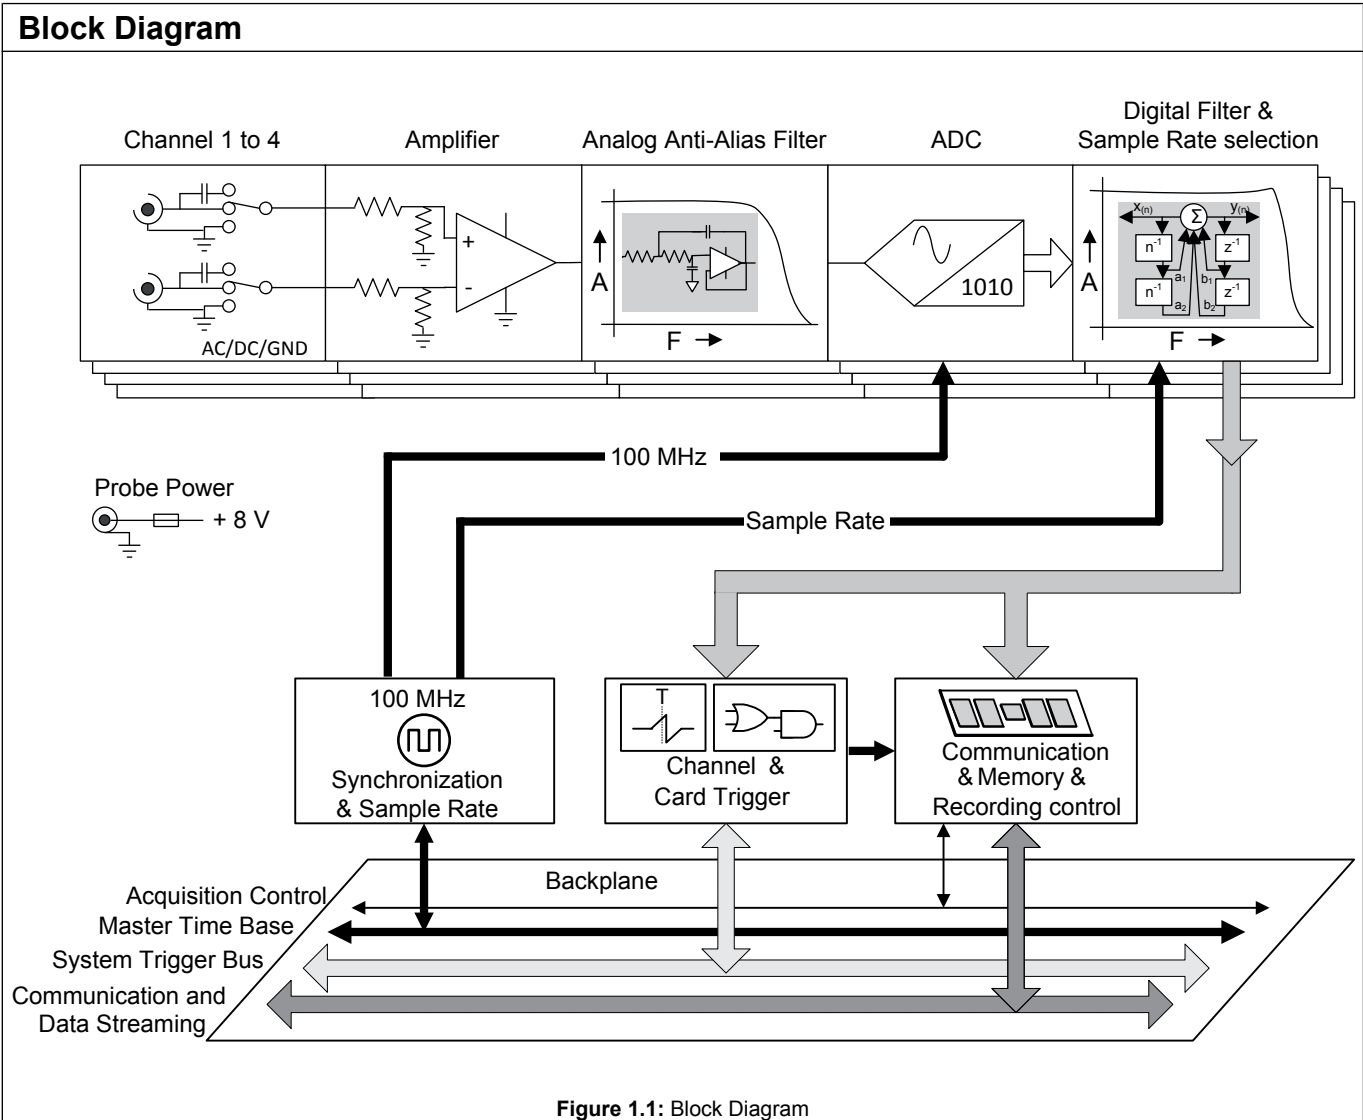 Block Diagram
Digital Filter &
Channel 1 to 4 Amplifier Analog Anti-Alias Filter ADC Sample Rate selection
x(n) Σ y(n)
+
n⁻¹ z⁻¹
A A
a₁ b₁
-
1010
n⁻¹ z⁻¹
a₂ b₂
AC/DC/GND
F F
100 MHz
Probe Power
+ 8 V
Sample Rate
100 MHz
T
Synchronization
& Sample Rate
Channel &
Card Trigger
Communication
& Memory &
Recording control
Backplane
Acquisition Control
Master Time Base
System Trigger Bus
Communication and
Data Streaming
Figure 1.1: Block Diagram